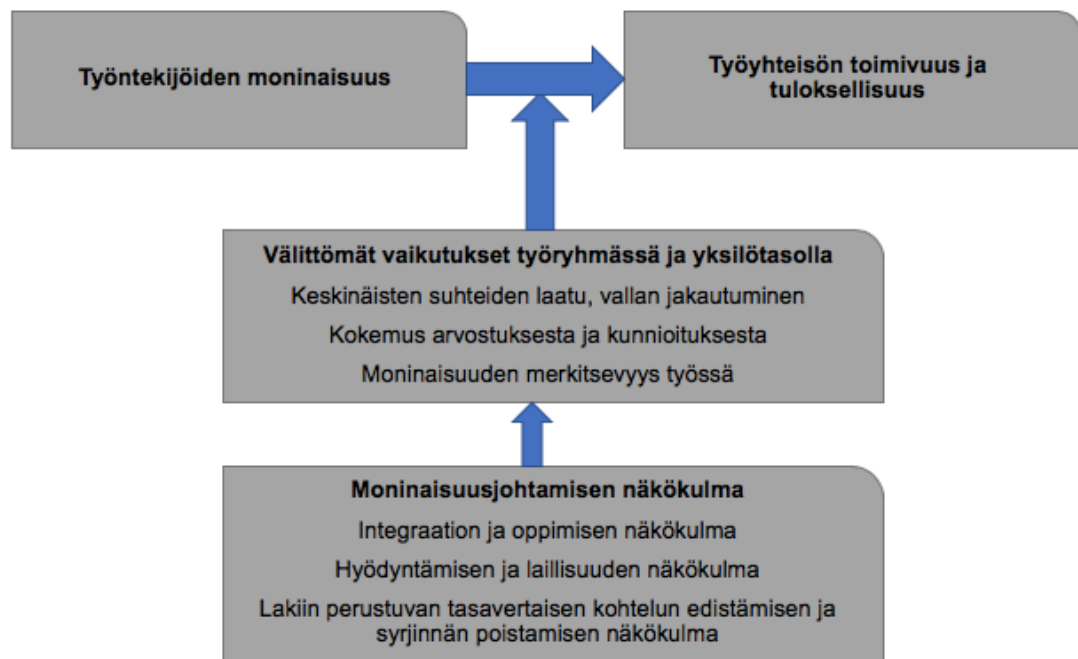 Työntekijöiden moninaisuus
Työyhteisön toimivuus ja
tuloksellisuus
Välittömät vaikutukset työryhmässä ja yksilötasolla
Keskinäisten suhteiden laatu, vallan jakautuminen
Kokemus arvostuksesta ja kunnioituksesta
Moninaisuuden merkitsevyys työssä
Moninaisuusjohtamisen näkökulma
Integraation ja oppimisen näkökulma
Hyödyntämisen ja laillisuuden näkökulma
Lakiin perustuvan tasavertaisen kohtelun edistämisen ja
syrjinnän poistamisen näkökulma